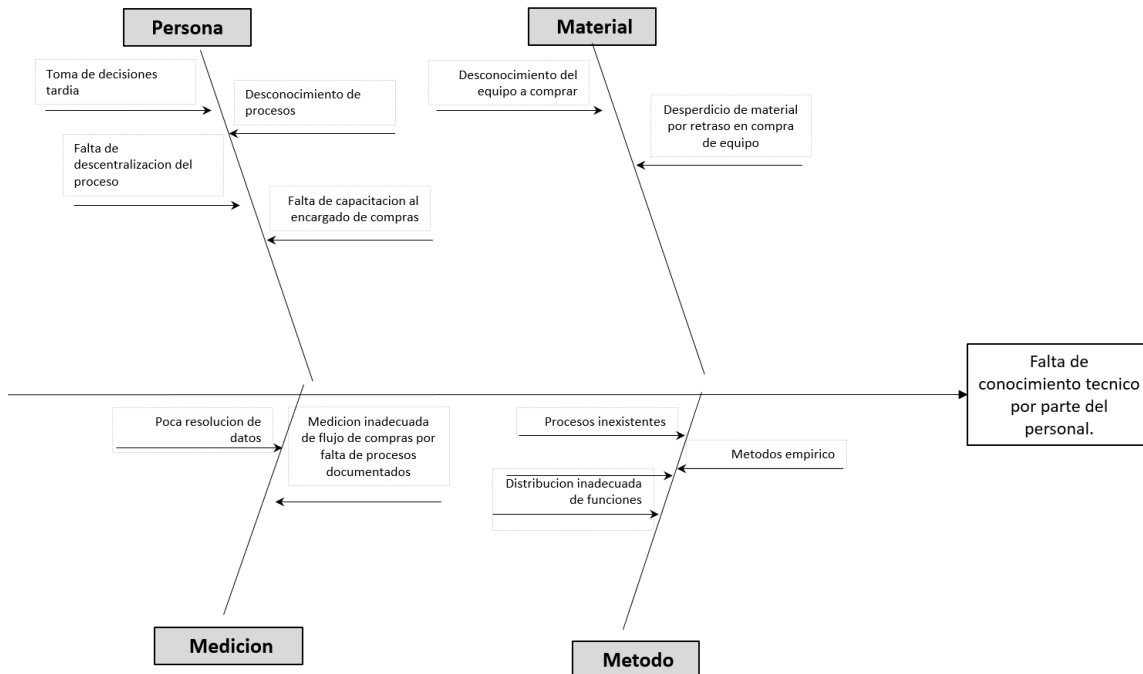 Persona
Material
Toma de decisiones
tardia
Desconocimiento de
procesos
Falta de
descentralizacion del
proceso
Falta de capacitacion al
encargado de compras
Desconocimiento del
equipo a comprar
Desperdicio de material
por retraso en compra
de equipo
Falta de
conocimiento tecnico
por parte del
personal.
Poca resolucion de
datos
Medicion inadecuada
de flujo de compras por
falta de procesos
documentados
Procesos inexistentes
Metodos empirico
Distribucion inadecuada
de funciones
Medicion
Metodo